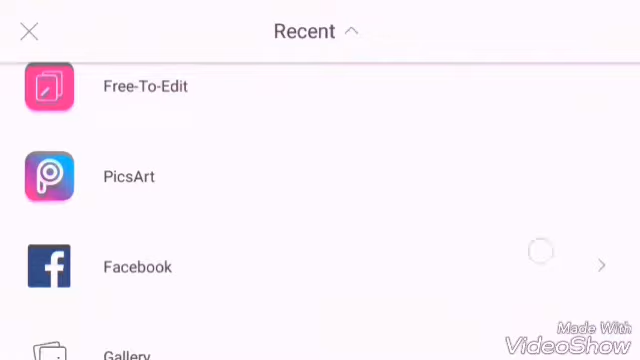 Recent
Free-To-Edit
PicsArt
Facebook
Gallery
Made With
VideoShow